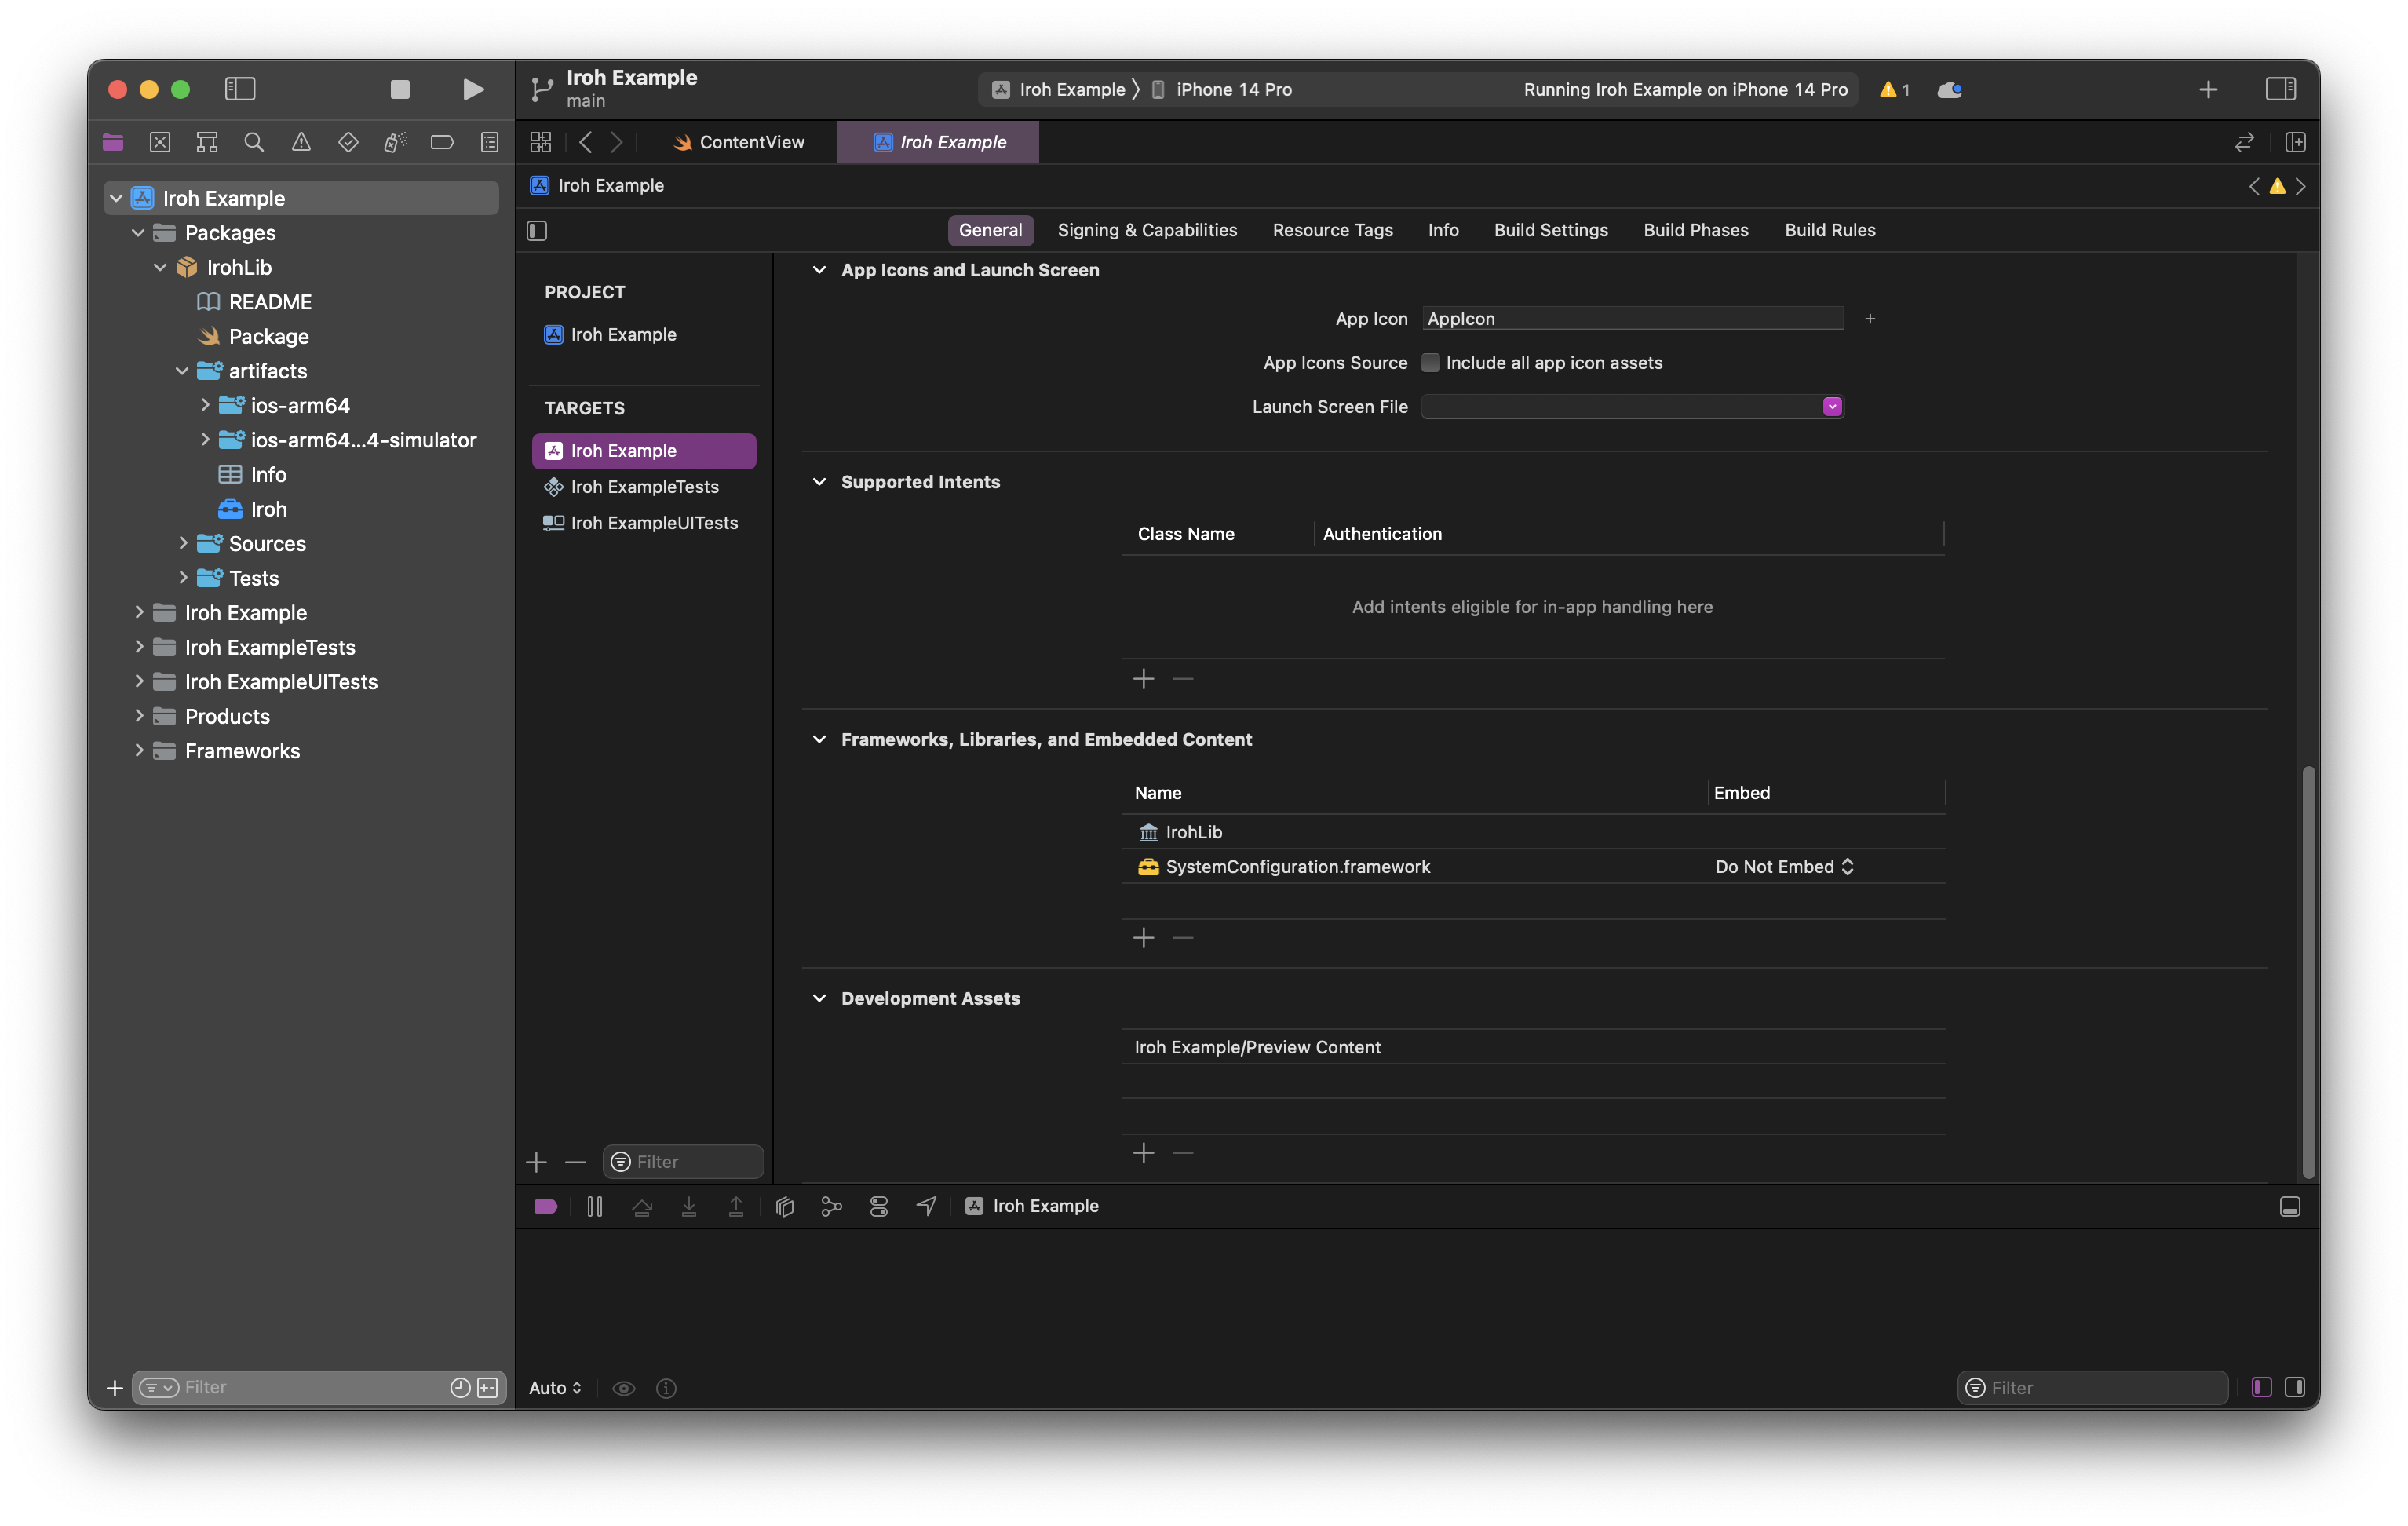 Iroh Example
main
Iroh Example
iPhone 14 Pro
Running Iroh Example on iPhone 14 Pro
1
ContentView
Iroh Example
Iroh Example
General
Signing & Capabilities
Resource Tags
Info
Build Settings
Build Phases
Build Rules
Iroh Example
Packages
IrohLib
README
Package
artifacts
ios-arm64
ios-arm64...4-simulator
Info
Iroh
Sources
Tests
Iroh Example
Iroh ExampleTests
Iroh ExampleUITests
Products
Frameworks
Filter
PROJECT
Iroh Example
TARGETS
Iroh Example
Iroh ExampleTests
Iroh ExampleUITests
Filter
App Icons and Launch Screen
App Icon
AppIcon
App Icons Source
Include all app icon assets
Launch Screen File
Supported Intents
Class Name
Authentication
Add intents eligible for in-app handling here
Frameworks, Libraries, and Embedded Content
Name
Embed
IrohLib
SystemConfiguration.framework
Do Not Embed
Development Assets
Iroh Example/Preview Content
Iroh Example
Auto
Filter